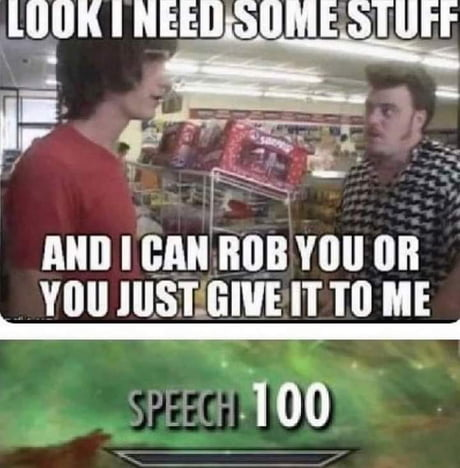 LOOK I NEED SOME STUFF
AND I CAN ROB YOU OR
YOU JUST GIVE IT TO ME
SPEECH 100